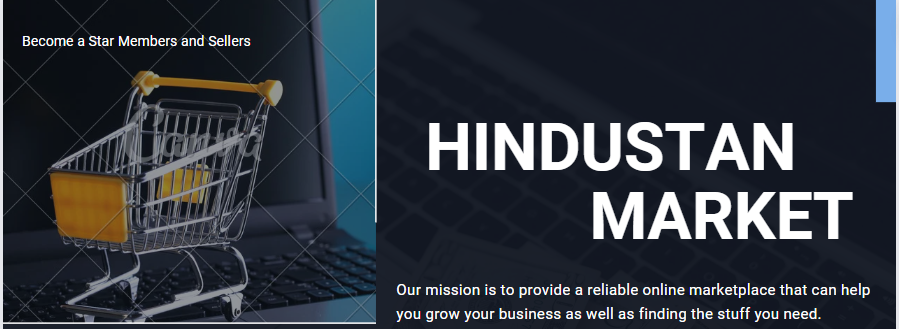 Become a Star Members and Sellers
HINDUSTAN
MARKET
Our mission is to provide a reliable online marketplace that can help
you grow your business as well as finding the stuff you need.